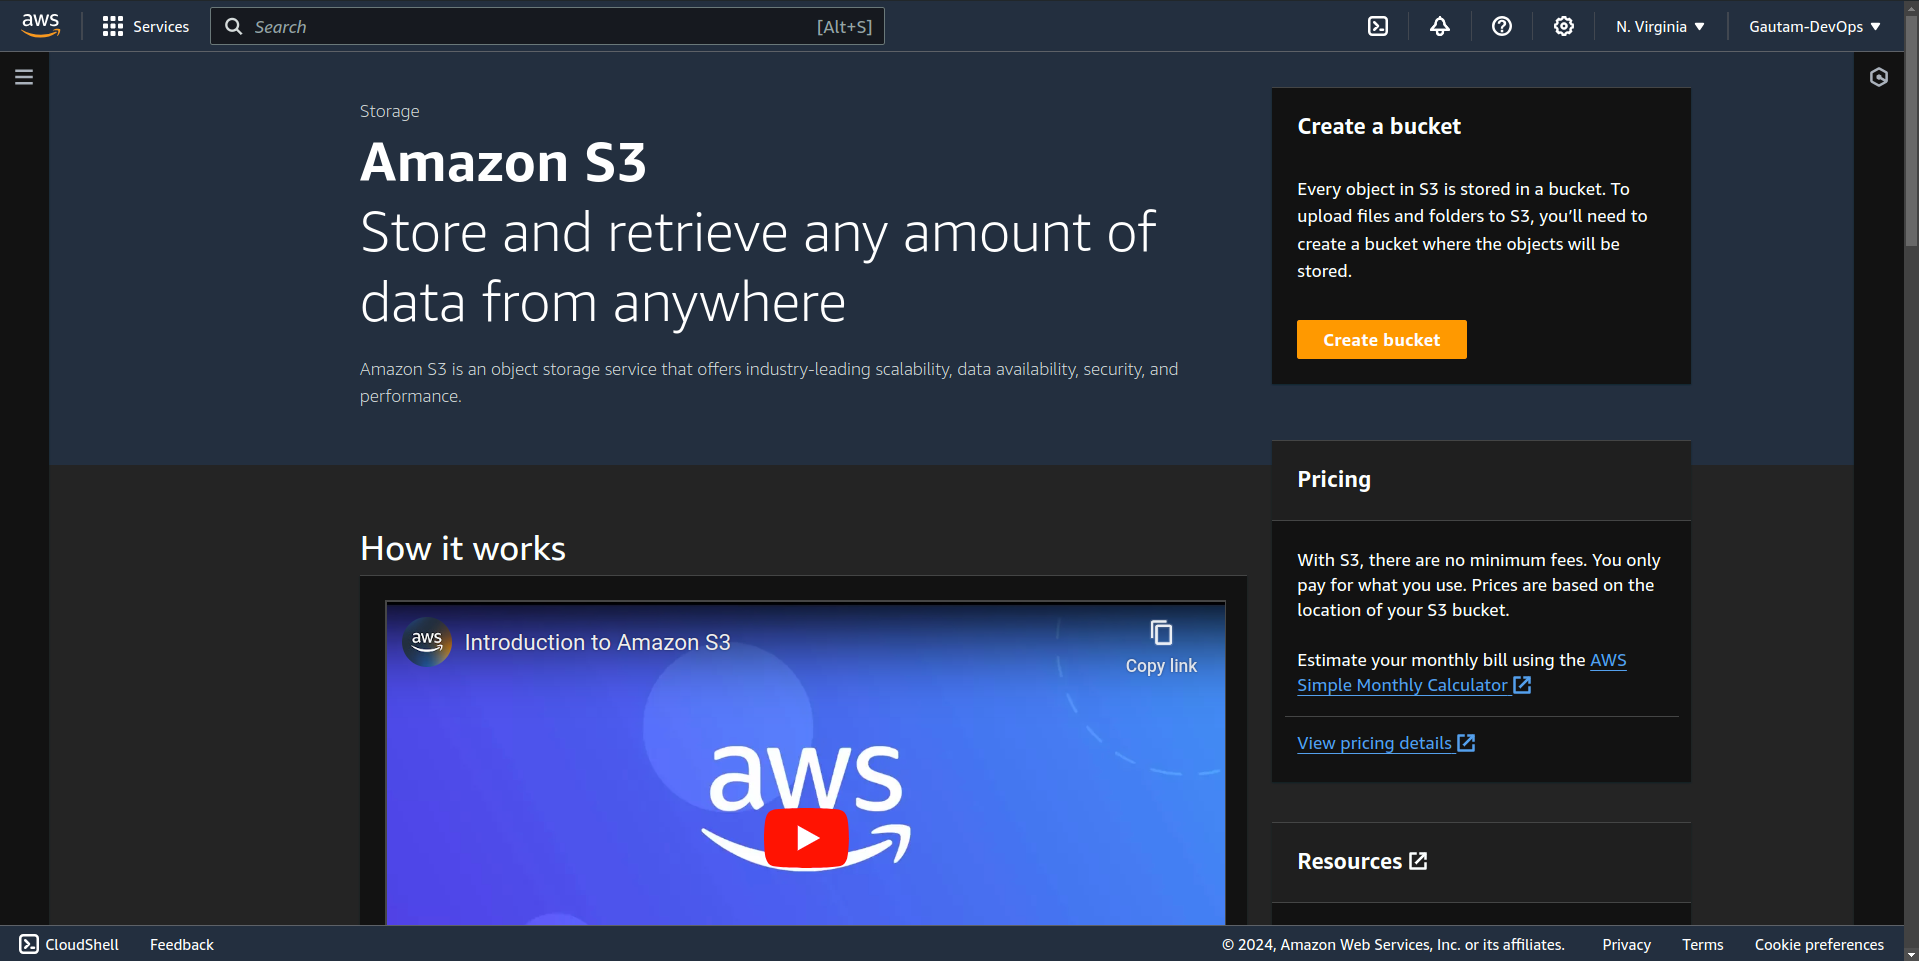 aws
Services
Search
[Alt+S]
N. Virginia
Gautam-DevOps
Storage
Amazon S3
Store and retrieve any amount of
data from anywhere
Amazon S3 is an object storage service that offers industry-leading scalability, data availability, security, and
performance.
Create a bucket
Every object in S3 is stored in a bucket. To
upload files and folders to S3, you’ll need to
create a bucket where the objects will be
stored.
Create bucket
How it works
aws
Introduction to Amazon S3
Copy link
aws
Pricing
With S3, there are no minimum fees. You only
pay for what you use. Prices are based on the
location of your S3 bucket.
Estimate your monthly bill using the AWS
Simple Monthly Calculator
View pricing details
Resources
CloudShell
Feedback
© 2024, Amazon Web Services, Inc. or its affiliates.
Privacy
Terms
Cookie preferences